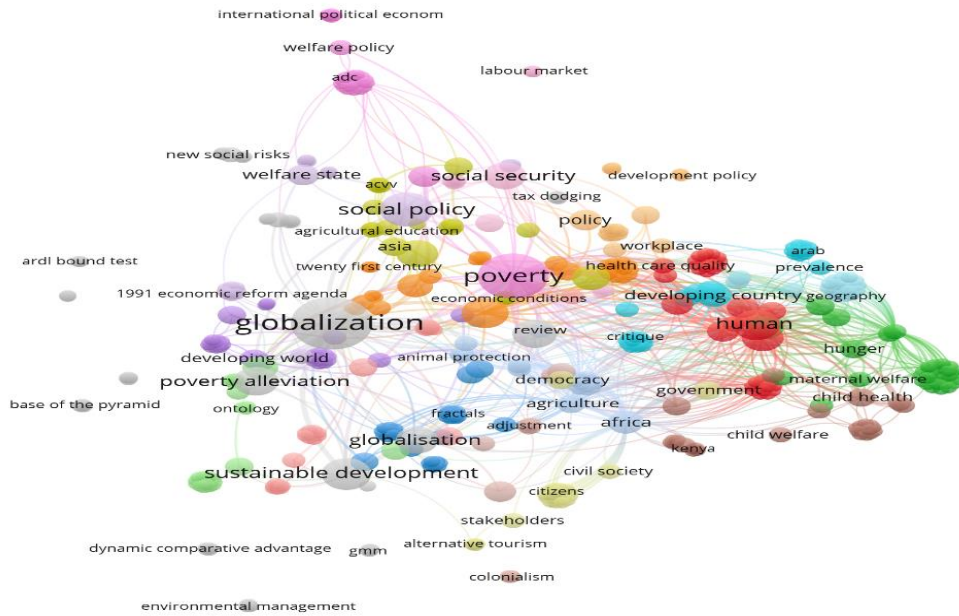 international political econom
welfare policy
labour market
adc
new social risks
welfare state
acvv
social security
development policy
tax dodging
social policy
policy
agricultural education
asia
workplace
arab
ardl bound test
twenty first century
poverty
health care quality
prevalence
1991 economic reform agenda
economic conditions
developing country
geography
globalization
review
critique
human
hunger
developing world
animal protection
poverty alleviation
democracy
government
maternal welfare
child health
base of the pyramid
ontology
fractals
agriculture
adjustment
africa
globalisation
kenya
child welfare
sustainable development
civil society
citizens
stakeholders
dynamic comparative advantage
gmm
alternative tourism
colonialism
environmental management